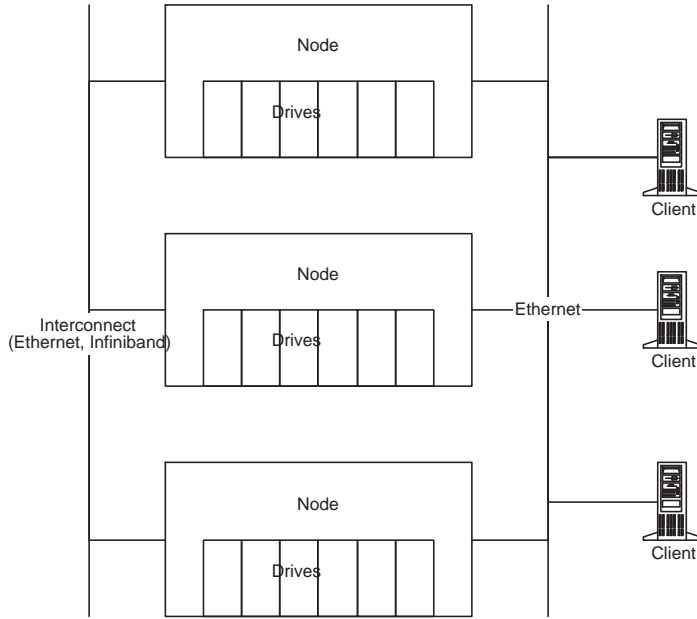 Node
Drives
Client
Node
Ethernet
Interconnect
(Ethernet, Infiniband)
Drives
Client
Node
Drives
Client